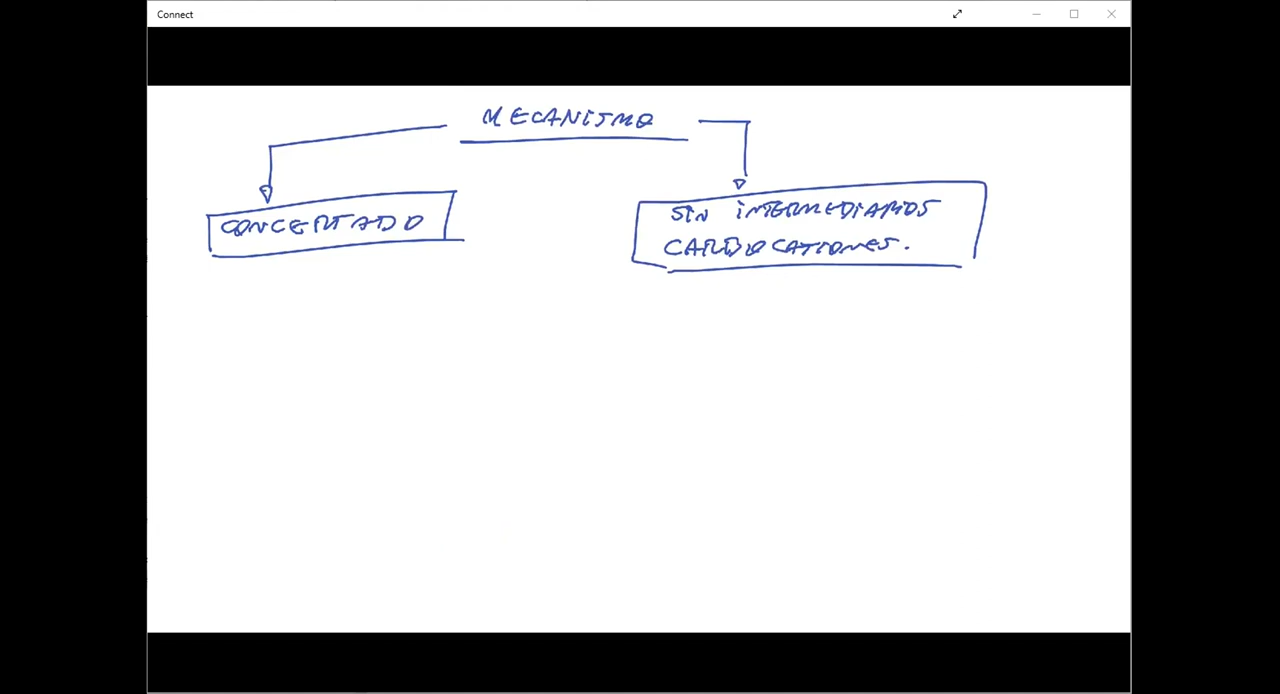 Connect
MECANISMO
CONCERTADO
SIN INTERMEDIARIOS
CARBOCATIONES.